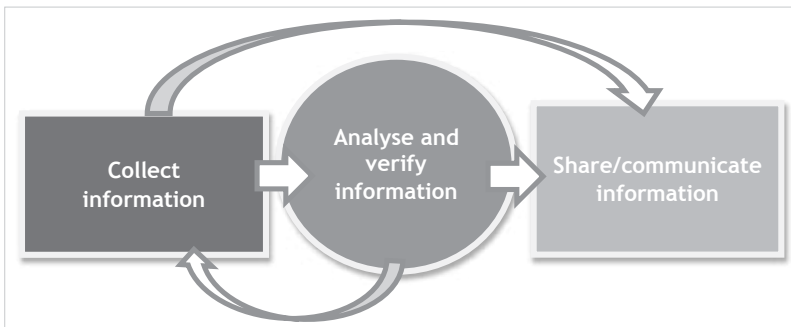 Collect
information
Analyse and
verify
information
Share/communicate
information